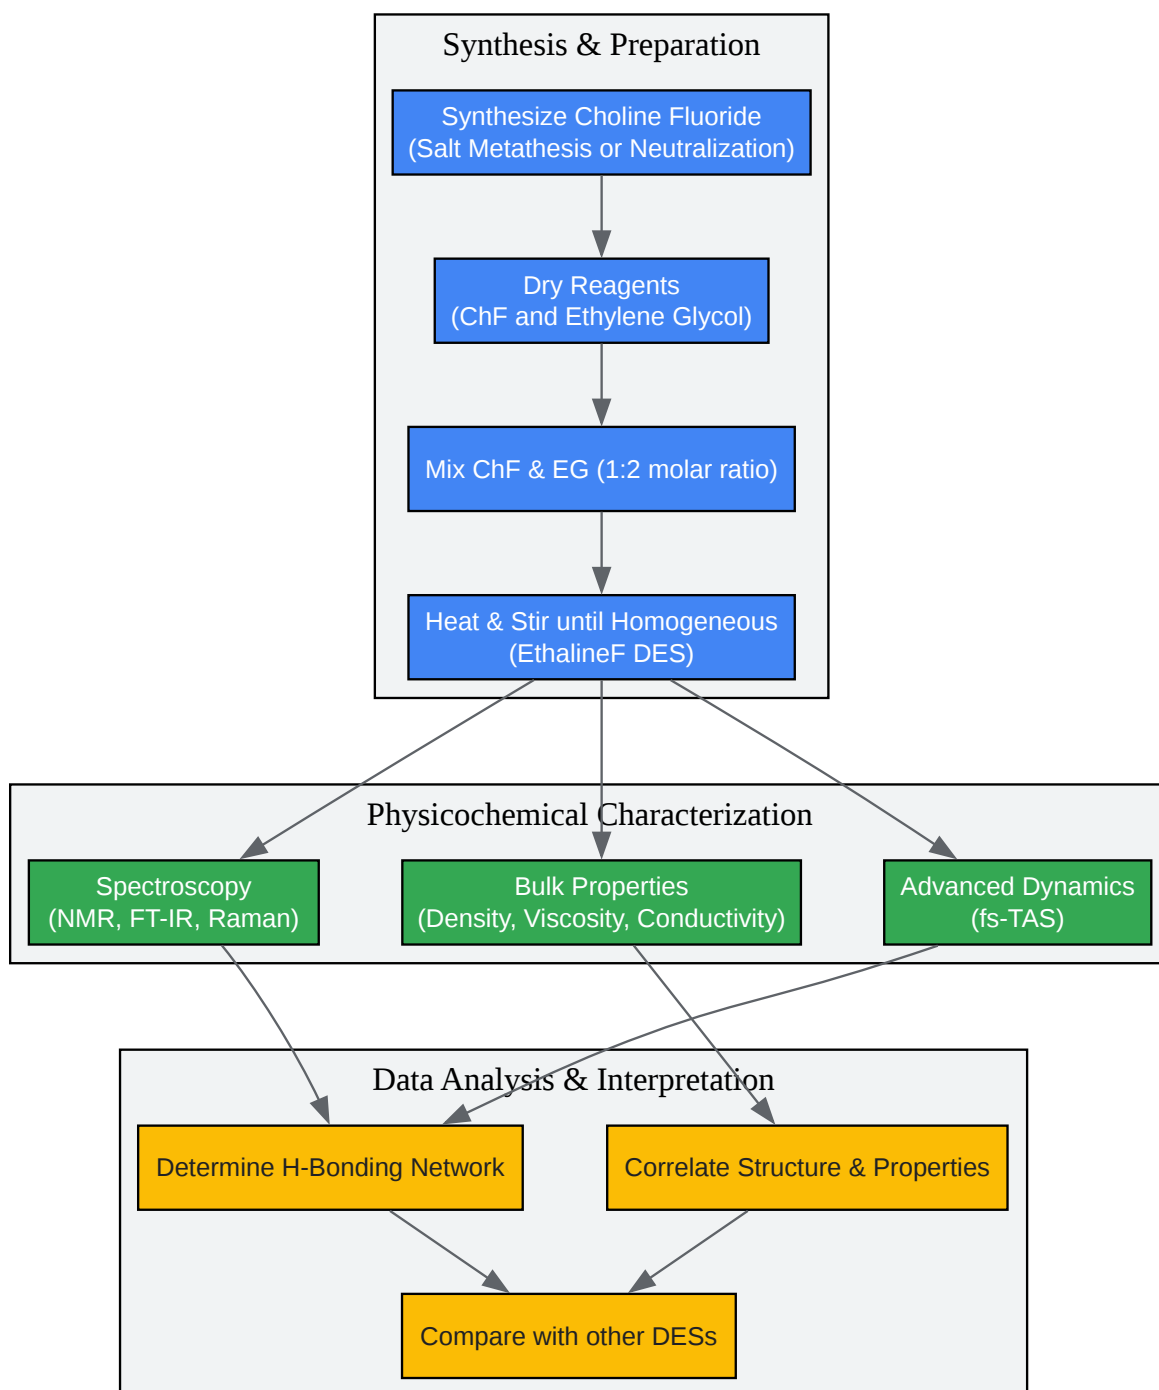 Synthesis & Preparation
Synthesize Choline Fluoride
(Salt Metathesis or Neutralization)
Dry Reagents
(ChF and Ethylene Glycol)
Mix ChF & EG (1:2 molar ratio)
Heat & Stir until Homogeneous
(EthalineF DES)
Physicochemical Characterization
Spectroscopy
(NMR, FT-IR, Raman)
Bulk Properties
(Density, Viscosity, Conductivity)
Advanced Dynamics
(fs-TAS)
Data Analysis & Interpretation
Determine H-Bonding Network
Correlate Structure & Properties
Compare with other DESs